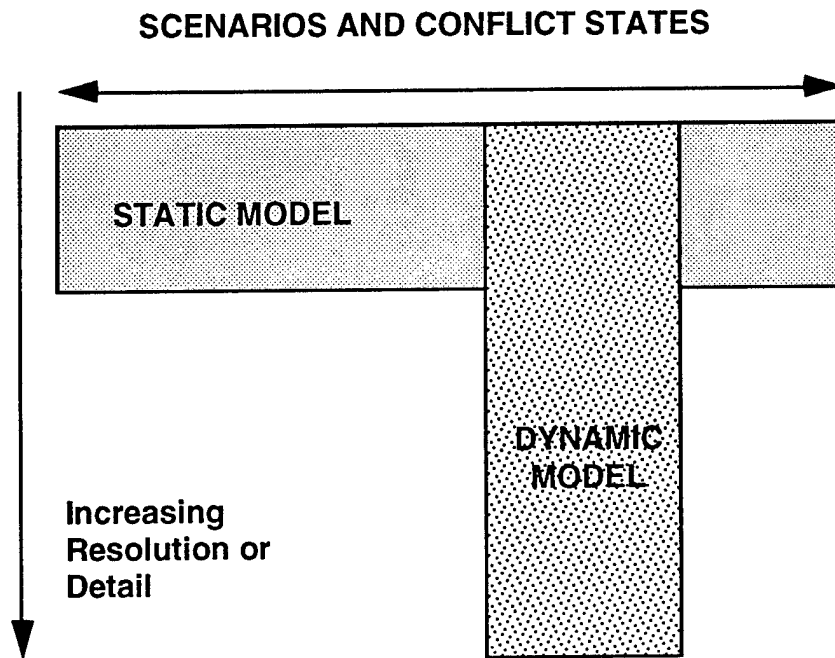 SCENARIOS AND CONFLICT STATES
STATIC MODEL
DYNAMIC
MODEL
Increasing
Resolution or
Detail